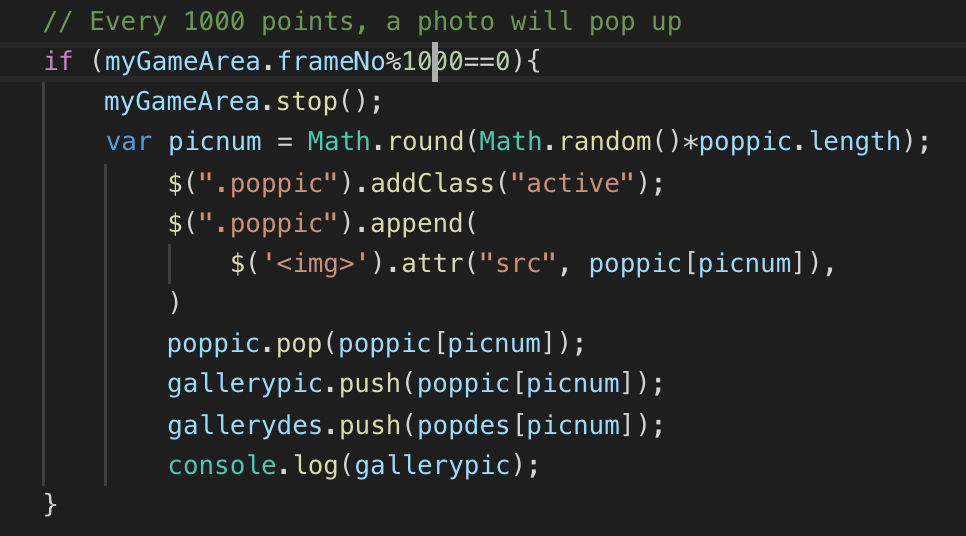 // Every 1000 points, a photo will pop up
if (myGameArea.frameNo%1000==0){
myGameArea.stop();
var picnum = Math.round(Math.random()*poppic.length);
$(".poppic").addClass("active");
$(".poppic").append(
$('<img>').attr("src", poppic[picnum]),
)
poppic.pop(poppic[picnum]);
gallerypic.push(poppic[picnum]);
gallerydes.push(popdes[picnum]);
console.log(gallerypic);
}